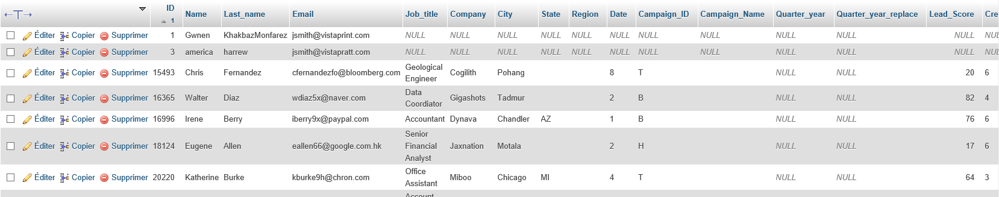 ID 1 Name Last_name Email Job_title Company City State Region Date Campaign_ID Campaign_Name Quarter_year Quarter_year_replace Lead_Score Cre
Éditer Copier Supprimer 1 Gwnen KhakbazMonfarez jsmith@vistaprint.com NULL NULL NULL NULL NULL NULL NULL NULL NULL NULL NULL NUL
Éditer Copier Supprimer 3 america harrew jsmith@vistapratt.com NULL NULL NULL NULL NULL NULL NULL NULL NULL NULL NULL NUL
Éditer Copier Supprimer 15493 Chris Fernandez cfernandezfo@bloomberg.com Geological Engineer Cogilith Pohang 8 T NULL NULL 20 6
Éditer Copier Supprimer 16365 Walter Diaz wdiaz5x@naver.com Data Coordiator Gigashots Tadmur 2 B NULL NULL 82 4
Éditer Copier Supprimer 16996 Irene Berry iberry9x@paypal.com Accountant Dynava Chandler AZ 1 B NULL NULL 76 6
Éditer Copier Supprimer 18124 Eugene Allen eallen66@google.com.hk Senior Financial Analyst Jaxnation Motala 2 H NULL NULL 17 6
Éditer Copier Supprimer 20220 Katherine Burke kburke9h@chron.com Office Assistant Miboo Chicago MI 4 T NULL NULL 64 3
Account